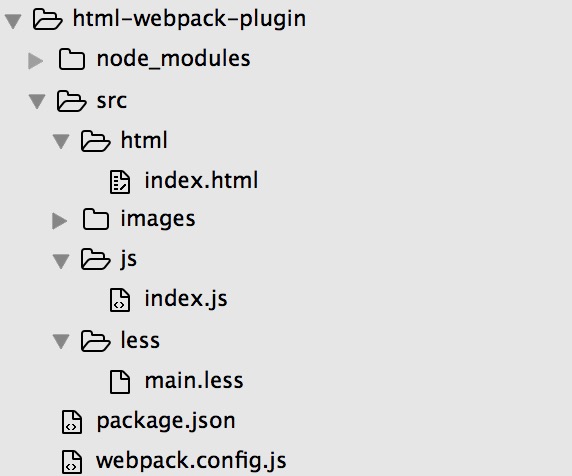 html-webpack-plugin
node_modules
src
html
index.html
images
js
index.js
less
main.less
package.json
webpack.config.js